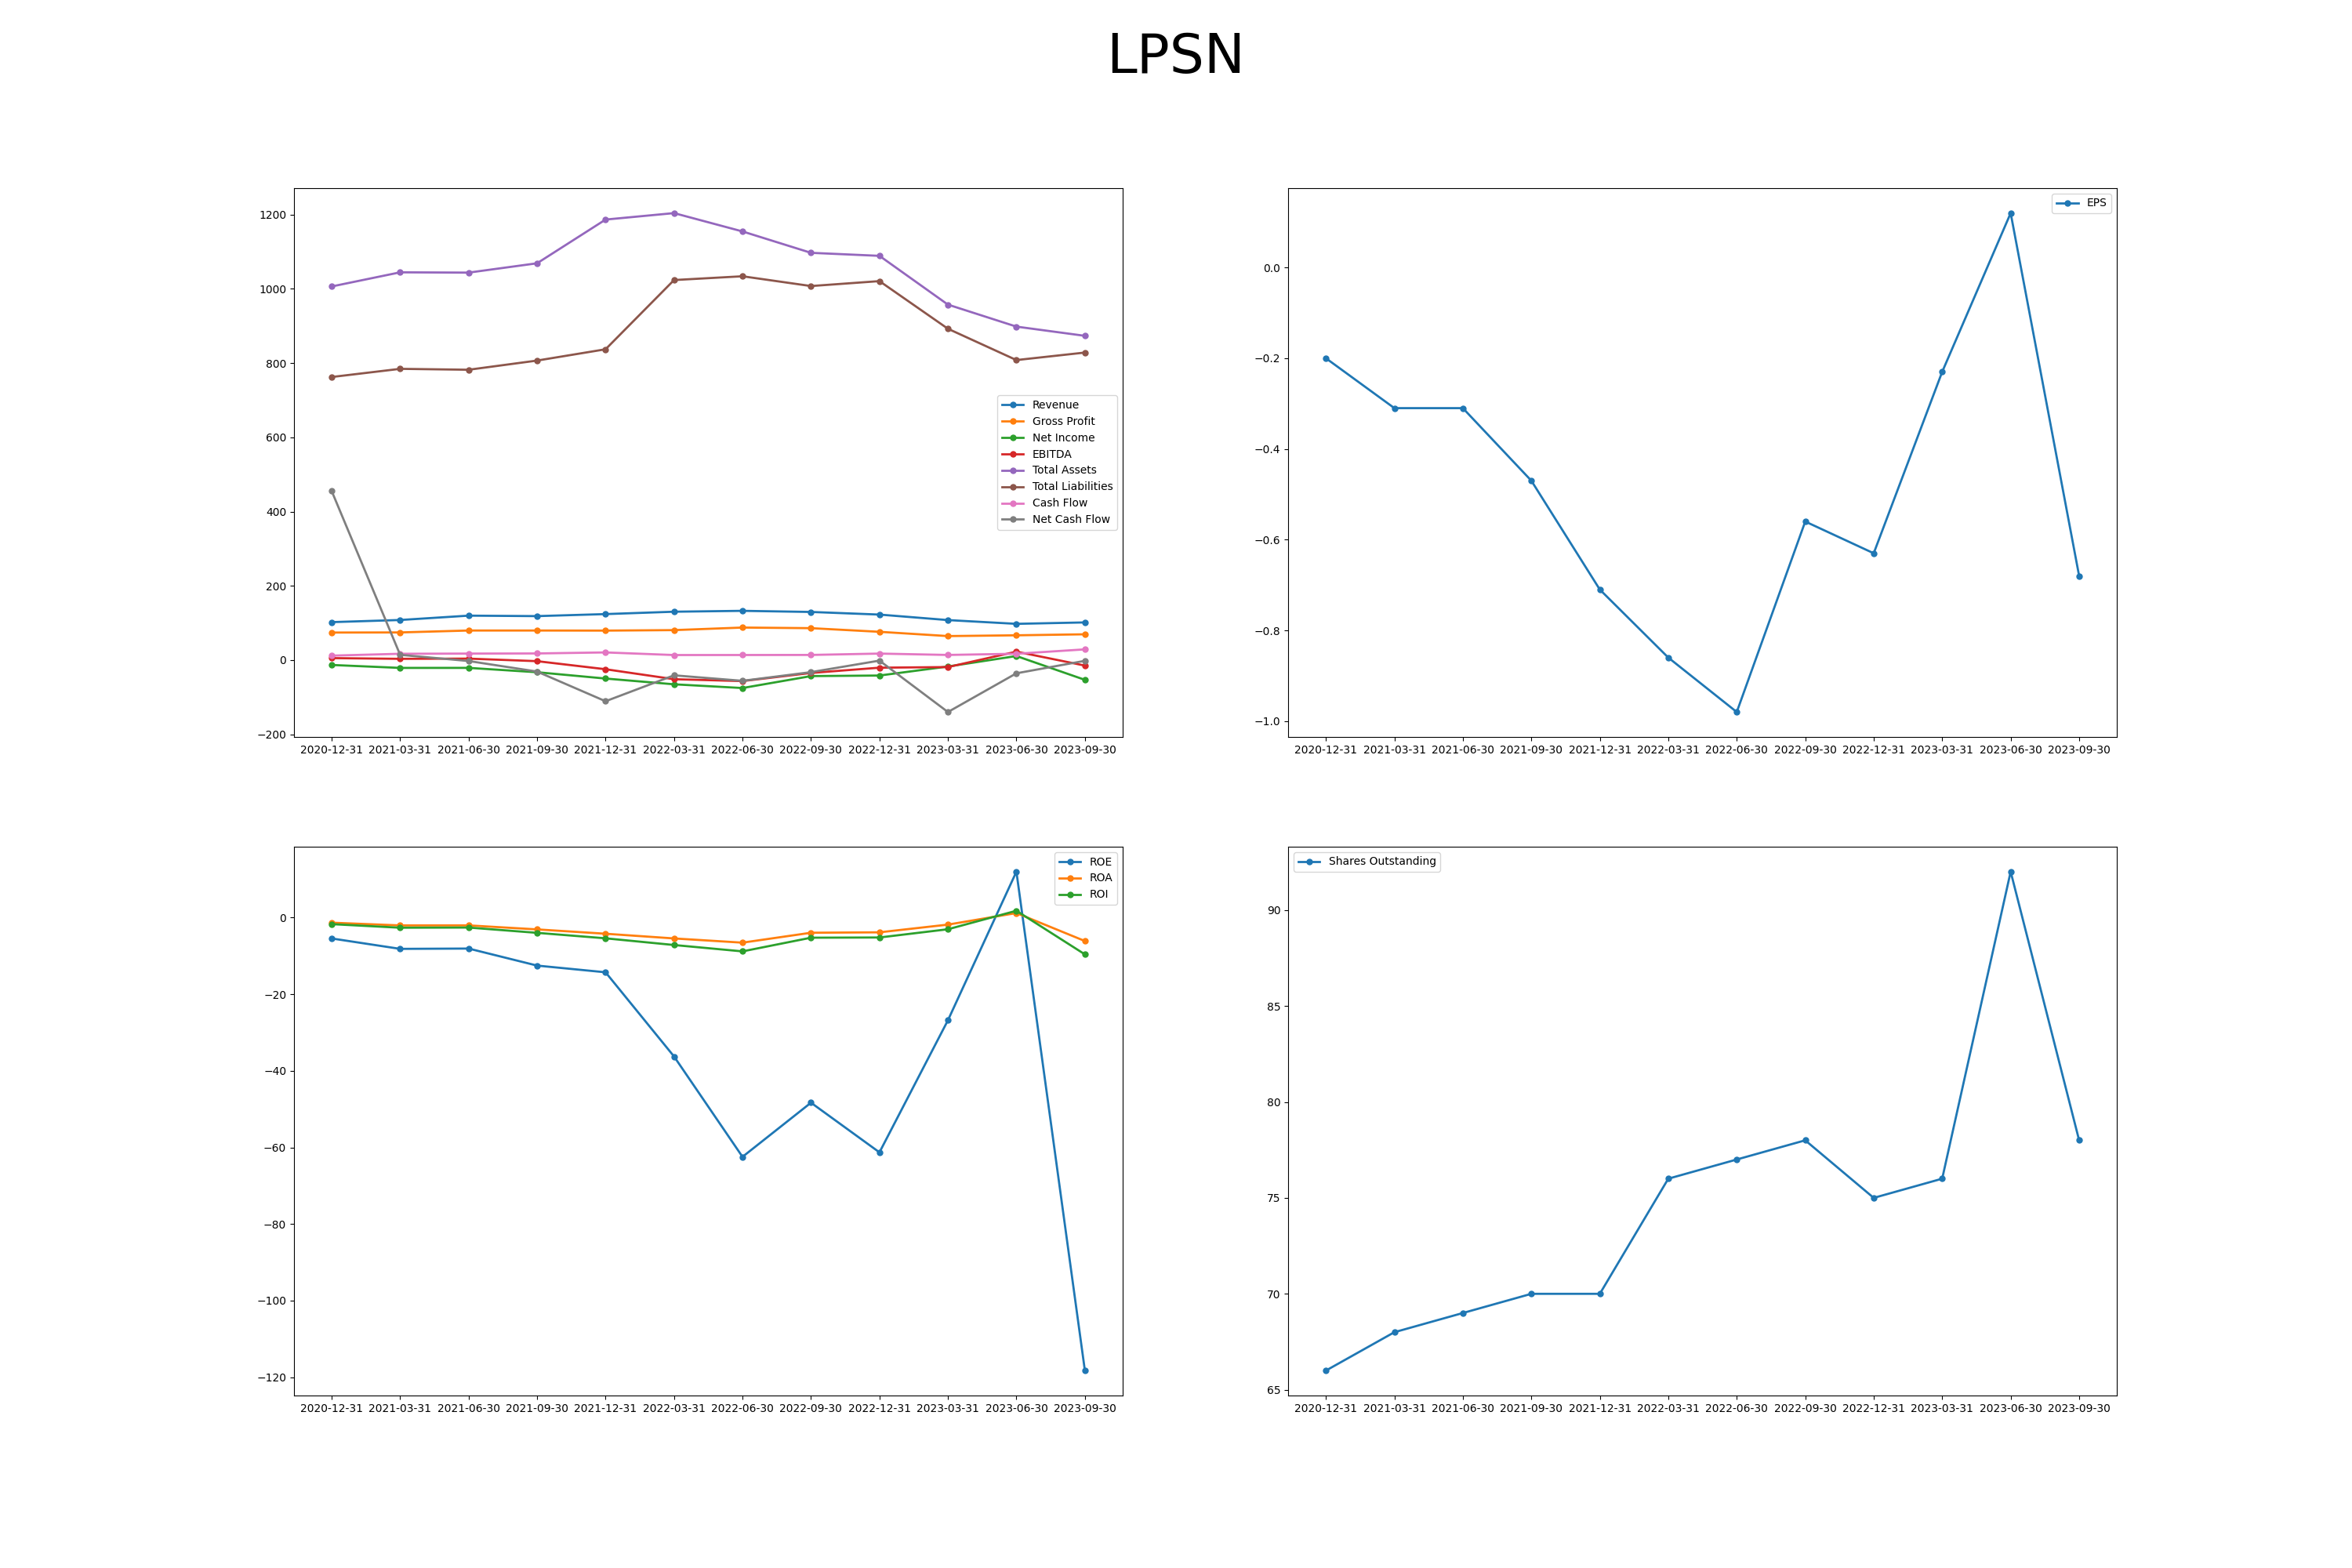 LPSN
1200
1000
800
600
400
200
0
−200
Revenue
Gross Profit
Net Income
EBITDA
Total Assets
Total Liabilities
Cash Flow
Net Cash Flow
2020-12-31 2021-03-31 2021-06-30 2021-09-30 2021-12-31 2022-03-31 2022-06-30 2022-09-30 2022-12-31 2023-03-31 2023-06-30 2023-09-30
EPS
0.0
−0.2
−0.4
−0.6
−0.8
−1.0
2020-12-31 2021-03-31 2021-06-30 2021-09-30 2021-12-31 2022-03-31 2022-06-30 2022-09-30 2022-12-31 2023-03-31 2023-06-30 2023-09-30
ROE
ROA
ROI
0
−20
−40
−60
−80
−100
−120
2020-12-31 2021-03-31 2021-06-30 2021-09-30 2021-12-31 2022-03-31 2022-06-30 2022-09-30 2022-12-31 2023-03-31 2023-06-30 2023-09-30
Shares Outstanding
90
85
80
75
70
65
2020-12-31 2021-03-31 2021-06-30 2021-09-30 2021-12-31 2022-03-31 2022-06-30 2022-09-30 2022-12-31 2023-03-31 2023-06-30 2023-09-30